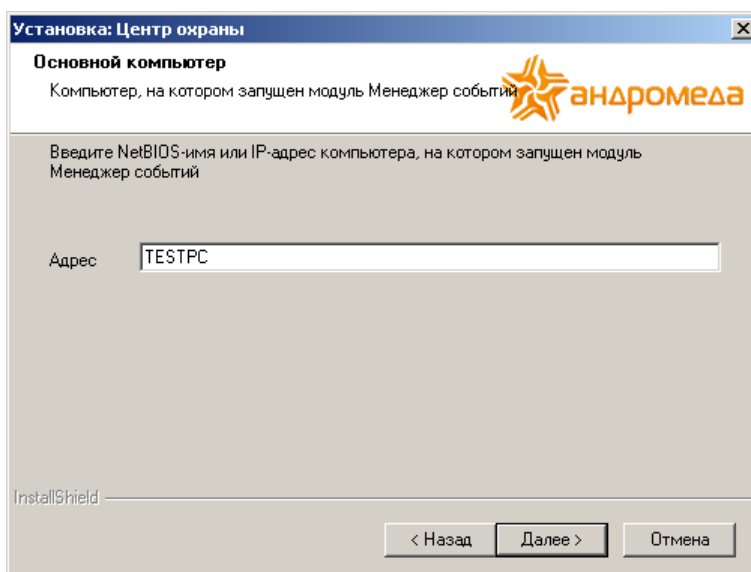 Установка: Центр охраны
Основной компьютер
Компьютер, на котором запущен модуль Менеджер событий
андромеда
Введите NetBIOS-имя или IP-адрес компьютера, на котором запущен модуль
Менеджер событий
Адрес TESTPC
InstallShield
< Назад Далее > Отмена